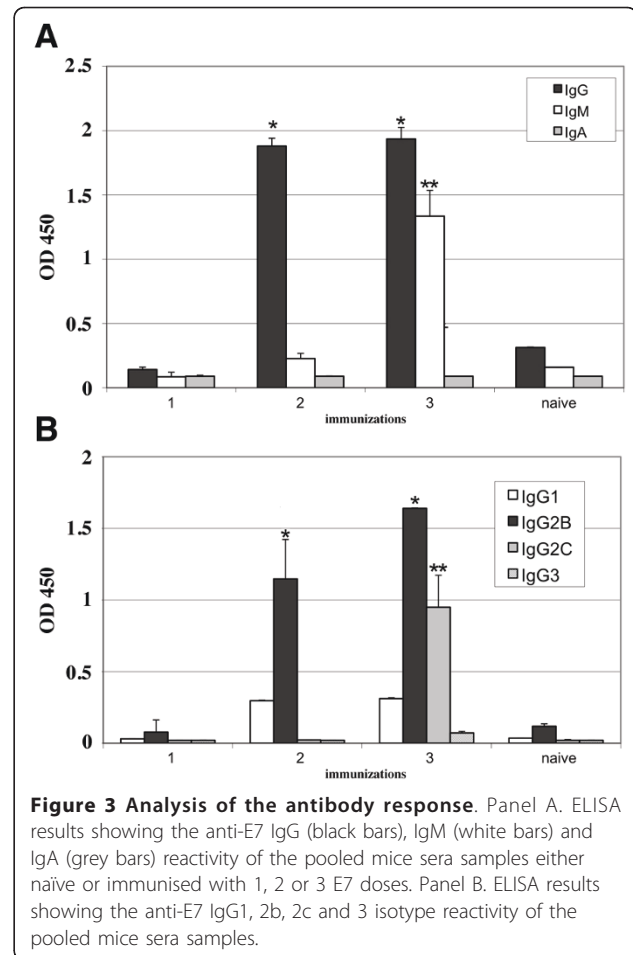 A
2.5
2
1.5
1
0.5
0
OD 450
IgG
IgM
IgA
*
*
**
1
2
3
naive
immunizations
B
2
1.5
1
0.5
0
OD 450
IgG1
IgG2B
IgG2C
IgG3
*
*
**
1
2
3
naive
immunizations
Figure 3 Analysis of the antibody response. Panel A. ELISA
results showing the anti-E7 IgG (black bars), IgM (white bars) and
IgA (grey bars) reactivity of the pooled mice sera samples either
naïve or immunised with 1, 2 or 3 E7 doses. Panel B. ELISA results
showing the anti-E7 IgG1, 2b, 2c and 3 isotype reactivity of the
pooled mice sera samples.